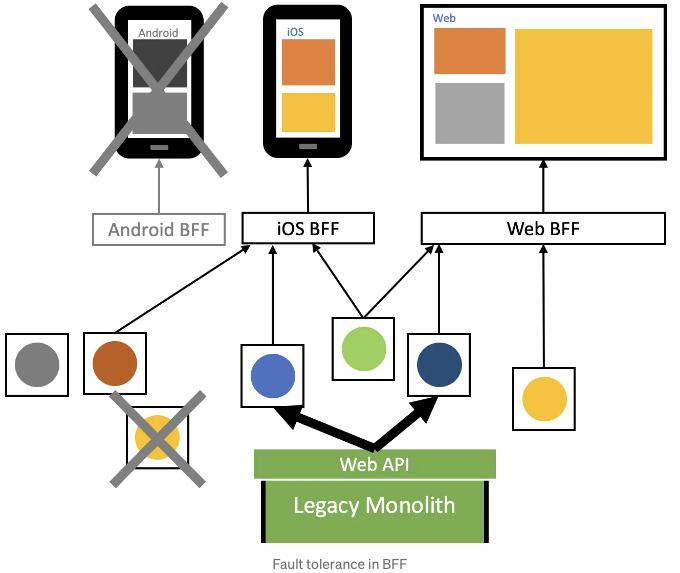 Android
iOS
Web
Android BFF
iOS BFF
Web BFF
Web API
Legacy Monolith
Fault tolerance in BFF